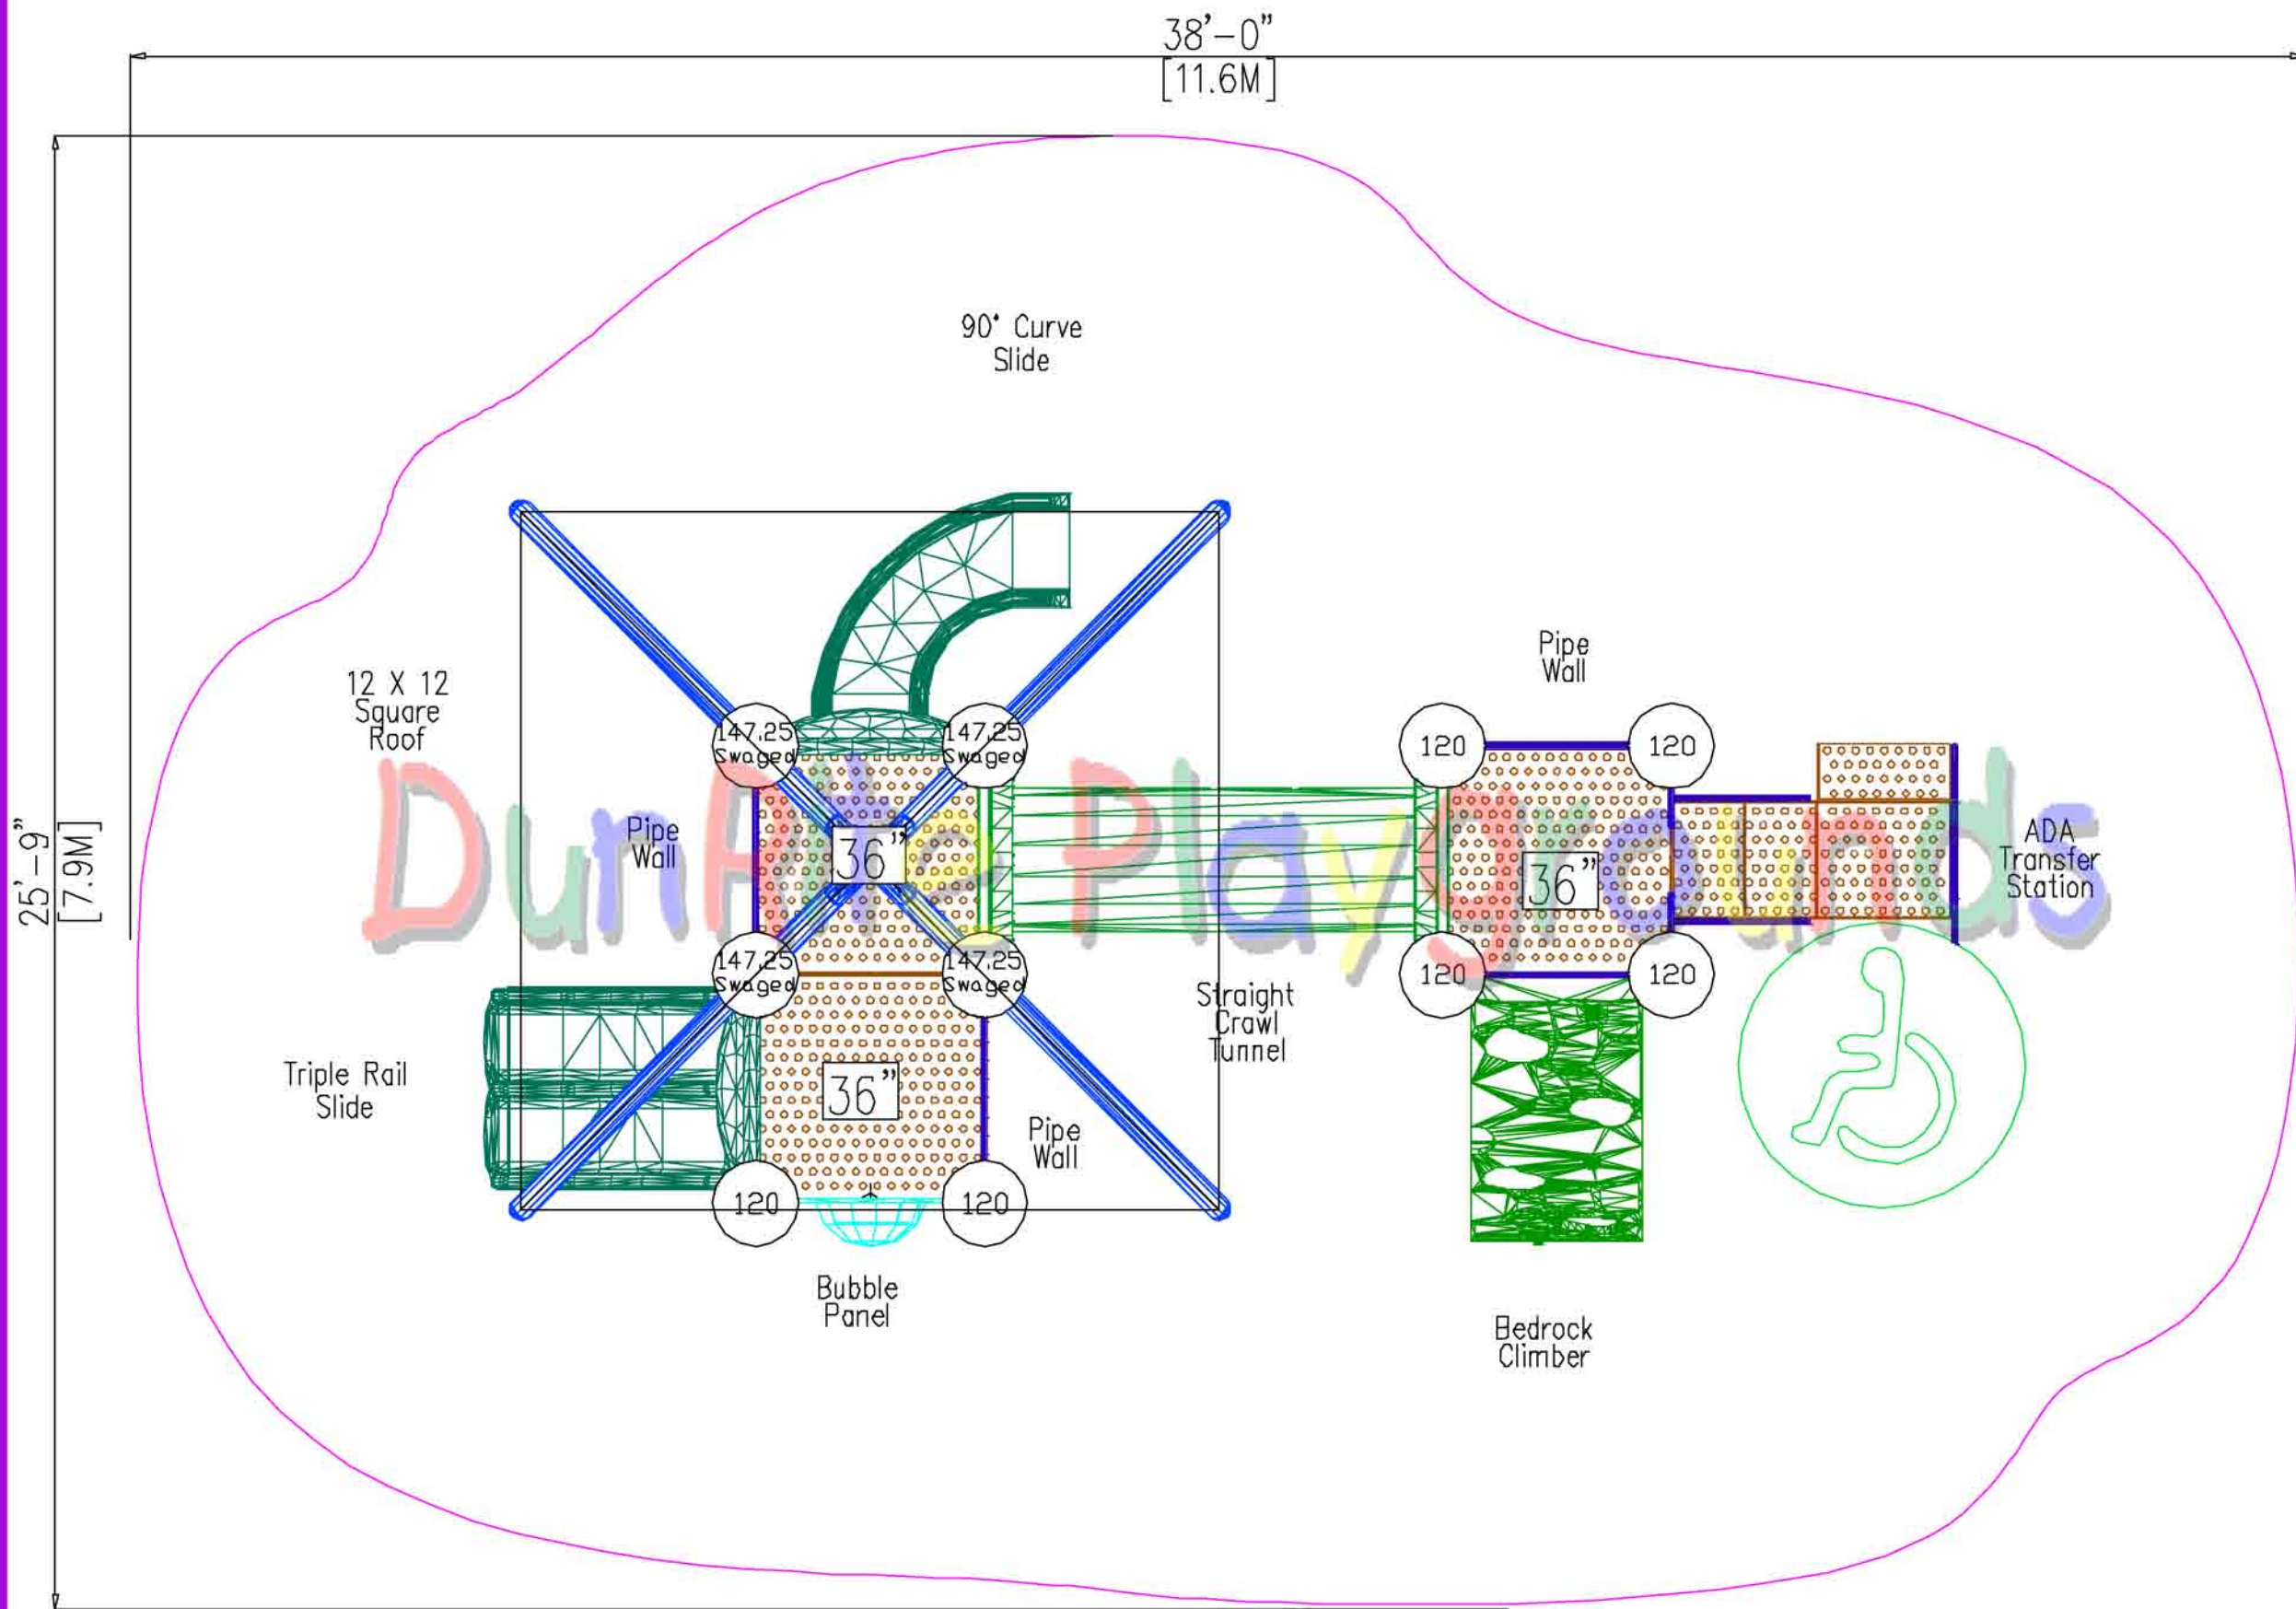 38'-0"
[11.6M]
25'-9"
[7.9M]
90° Curve
Slide
12 X 12
Square
Roof
Pipe
Wall
147.25
Swaged
147.25
Swaged
120
120
DunRite Playgrounds
Pipe
Wall
36"
36"
ADA
Transfer
Station
147.25
Swaged
147.25
Swaged
120
120
Straight
Crawl
Tunnel
Triple Rail
Slide
36"
Pipe
Wall
120
120
Bubble
Panel
Bedrock
Climber